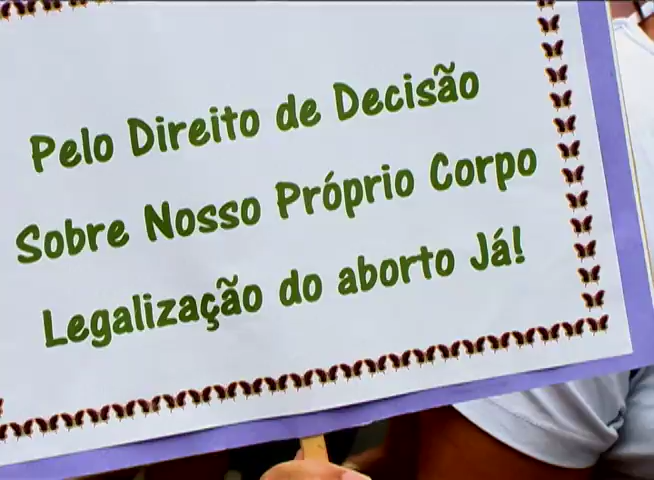 Pelo Direito de Decisão
Sobre Nosso Próprio Corpo
Legalização do aborto Já!